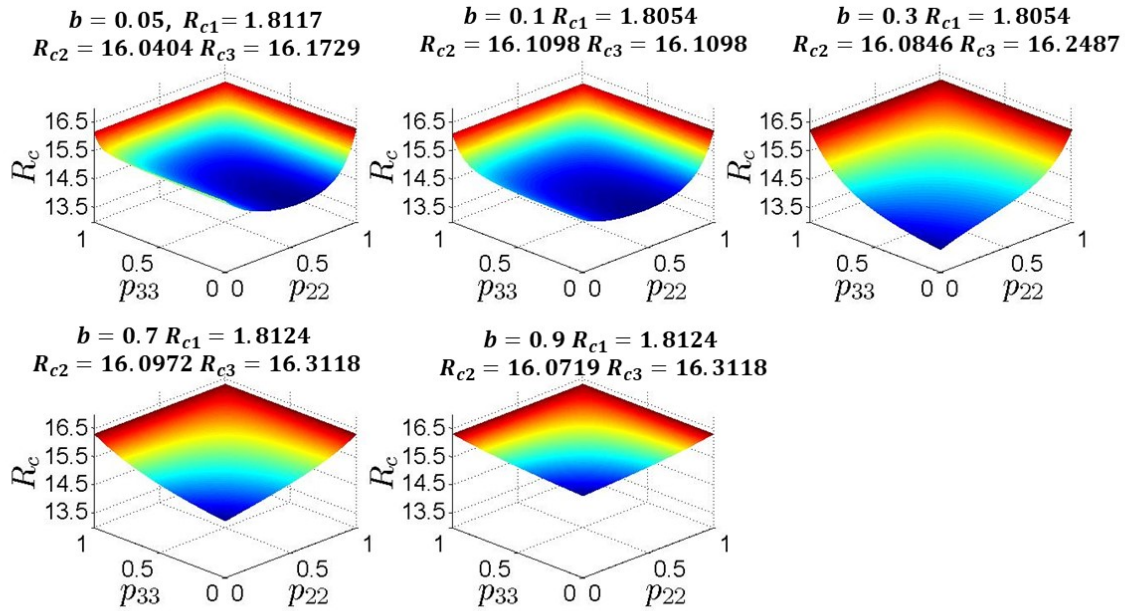 b = 0.05, R_c1 = 1.8117
R_c2 = 16.0404 R_c3 = 16.1729
16.5
15.5
14.5
13.5
R_c
1
0.5
0
p_33
0
0.5
1
p_22
b = 0.1 R_c1 = 1.8054
R_c2 = 16.1098 R_c3 = 16.1098
16.5
15.5
14.5
13.5
R_c
1
0.5
0
p_33
0
0.5
1
p_22
b = 0.3 R_c1 = 1.8054
R_c2 = 16.0846 R_c3 = 16.2487
16.5
15.5
14.5
13.5
R_c
1
0.5
0
p_33
0
0.5
1
p_22
b = 0.7 R_c1 = 1.8124
R_c2 = 16.0972 R_c3 = 16.3118
16.5
15.5
14.5
13.5
R_c
1
0.5
0
p_33
0
0.5
1
p_22
b = 0.9 R_c1 = 1.8124
R_c2 = 16.0719 R_c3 = 16.3118
16.5
15.5
14.5
13.5
R_c
1
0.5
0
p_33
0
0.5
1
p_22